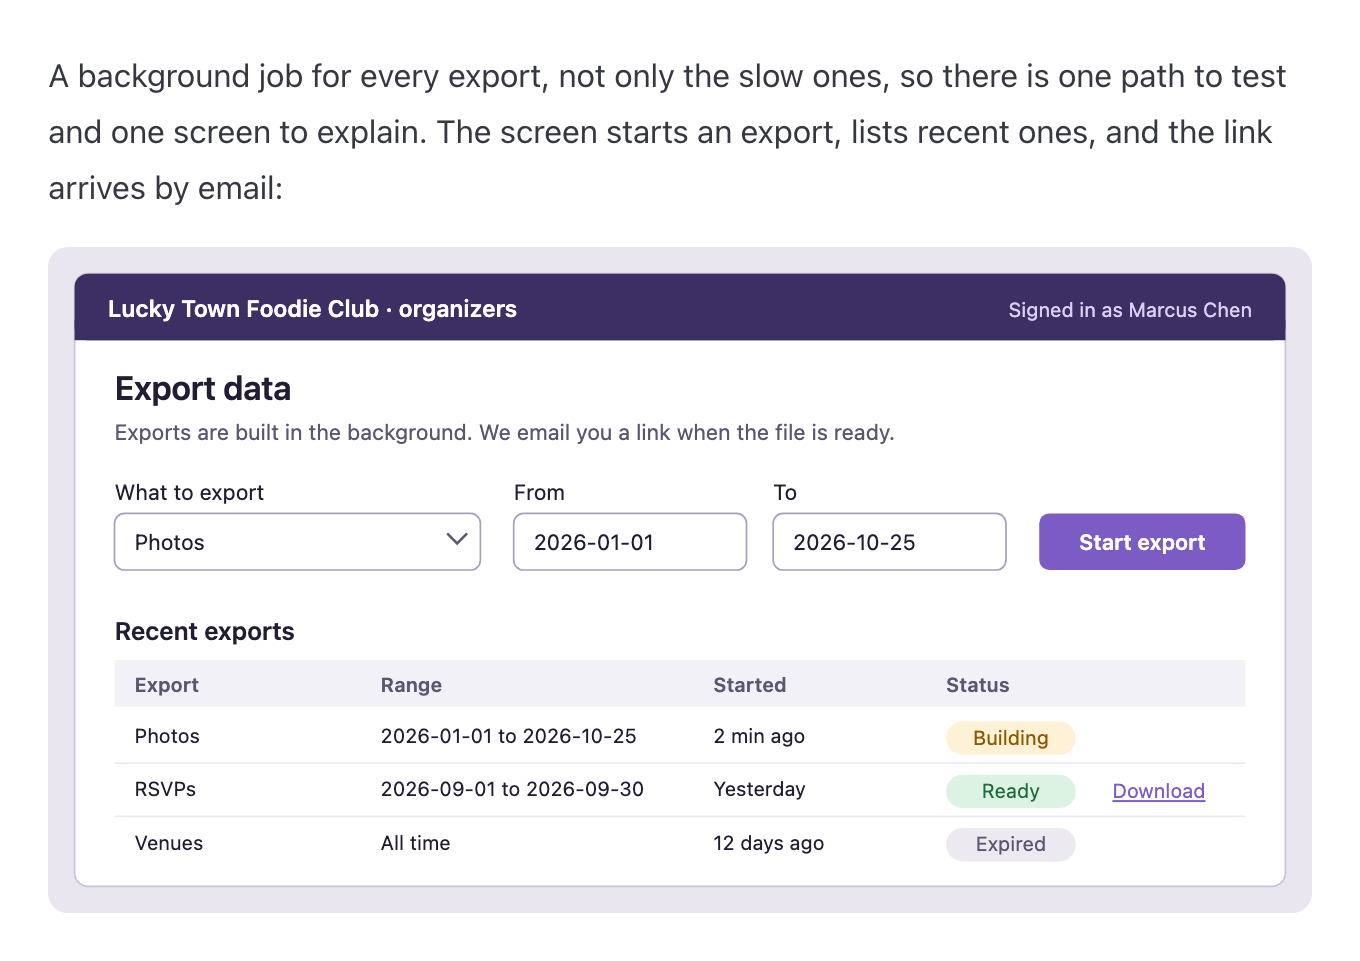 A background job for every export, not only the slow ones, so there is one path to test
and one screen to explain. The screen starts an export, lists recent ones, and the link
arrives by email:
Lucky Town Foodie Club · organizers
Signed in as Marcus Chen
Export data
Exports are built in the background. We email you a link when the file is ready.
What to export
From
To
Photos
2026-01-01
2026-10-25
Start export
Recent exports
Export Range Started Status
Photos 2026-01-01 to 2026-10-25 2 min ago Building
RSVPs 2026-09-01 to 2026-09-30 Yesterday Ready Download
Venues All time 12 days ago Expired